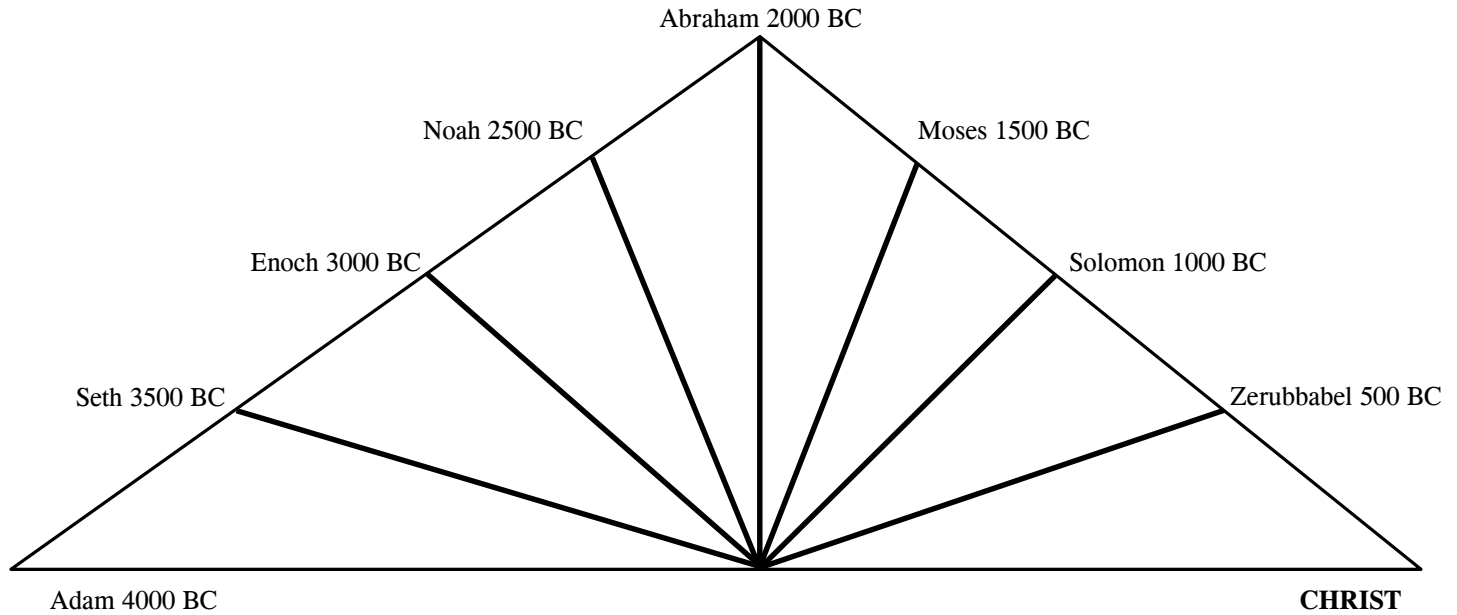 Abraham 2000 BC
Noah 2500 BC
Moses 1500 BC
Enoch 3000 BC
Solomon 1000 BC
Seth 3500 BC
Zerubbabel 500 BC
Adam 4000 BC
CHRIST